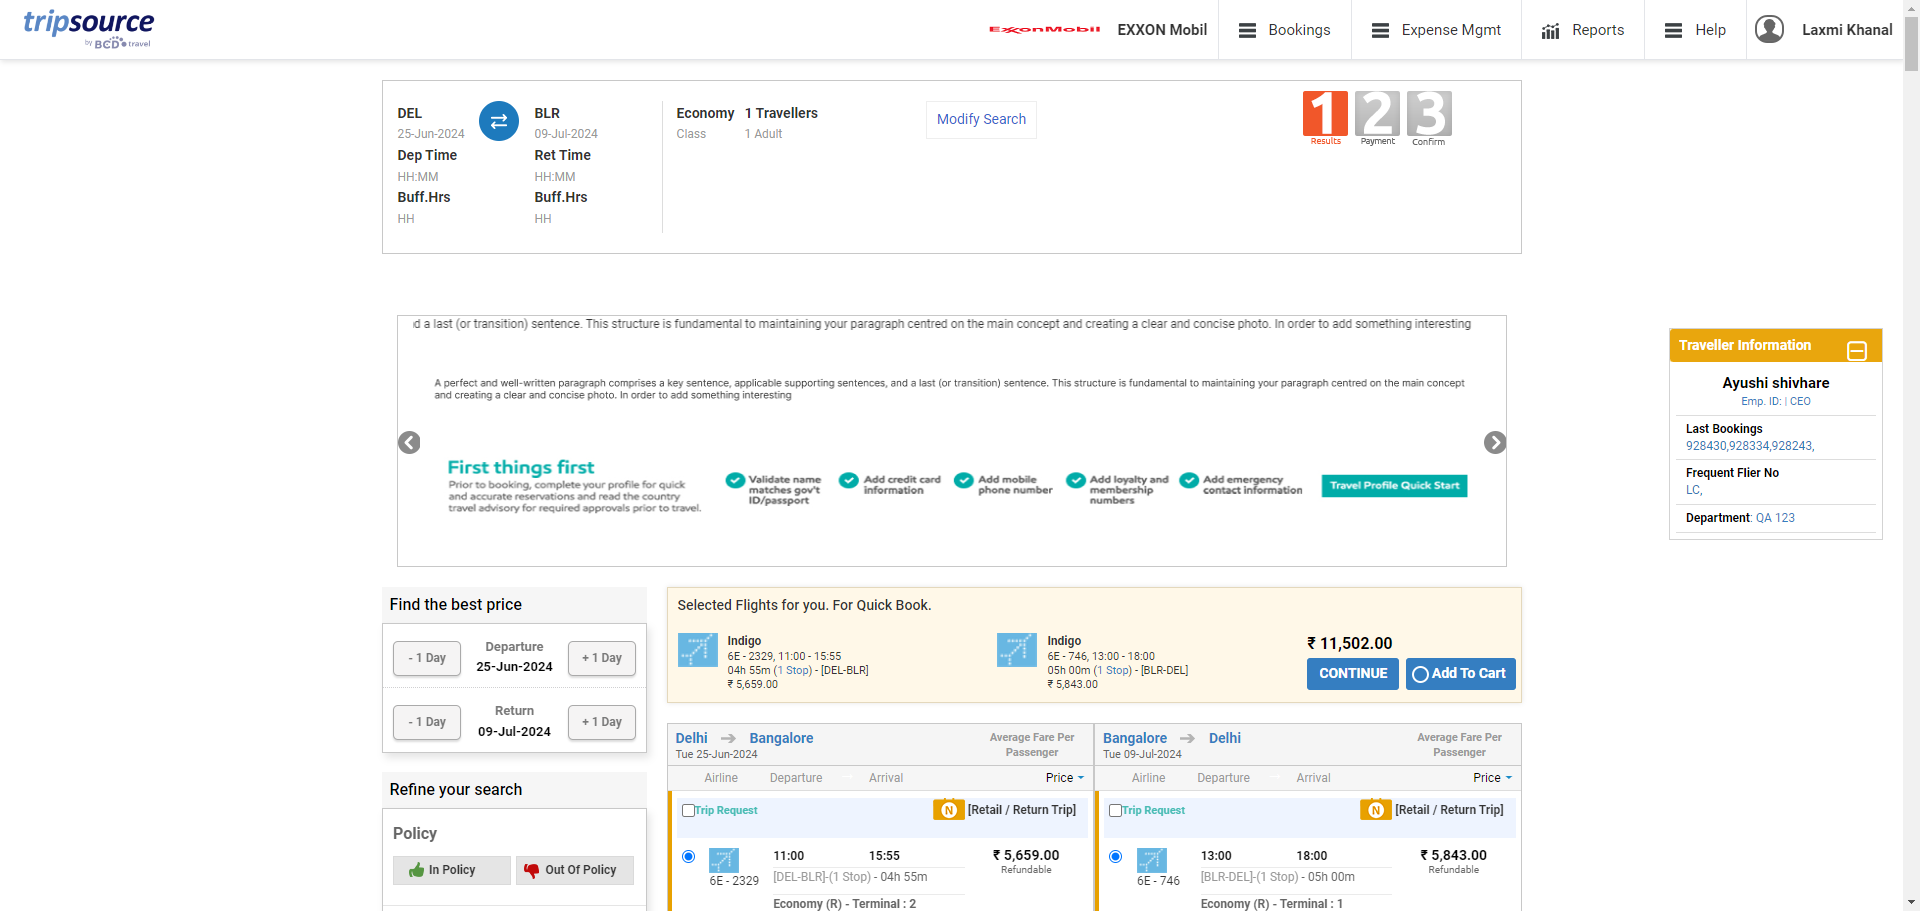 tripsource
by BCD travel
ExxonMobil
EXXON Mobil
Bookings
Expense Mgmt
Reports
Help
Laxmi Khanal
DEL
25-Jun-2024
Dep Time
HH:MM
Buff.Hrs
HH
BLR
09-Jul-2024
Ret Time
HH:MM
Buff.Hrs
HH
Economy
Class
1 Travellers
1 Adult
Modify Search
1
Results
2
Payment
3
Confirm
d a last (or transition) sentence. This structure is fundamental to maintaining your paragraph centred on the main concept and creating a clear and concise photo. In order to add something interesting
A perfect and well-written paragraph comprises a key sentence, applicable supporting sentences, and a last (or transition) sentence. This structure is fundamental to maintaining your paragraph centred on the main concept
and creating a clear and concise photo. In order to add something interesting
First things first
Prior to booking, complete your profile for quick
and accurate reservations and read the country
travel advisory for required approvals prior to travel.
Validate name
matches gov't
ID/passport
Add credit card
information
Add mobile
phone number
Add loyalty and
membership
numbers
Add emergency
contact information
Travel Profile Quick Start
Traveller Information
Ayushi shivhare
Emp. ID: | CEO
Last Bookings
928430,928334,928243,
Frequent Flier No
LC,
Department: QA 123
Find the best price
- 1 Day
Departure
25-Jun-2024
+ 1 Day
- 1 Day
Return
09-Jul-2024
+ 1 Day
Refine your search
Policy
In Policy
Out Of Policy
Selected Flights for you. For Quick Book.
Indigo
6E - 2329, 11:00 - 15:55
04h 55m (1 Stop) - [DEL-BLR]
₹ 5,659.00
Indigo
6E - 746, 13:00 - 18:00
05h 00m (1 Stop) - [BLR-DEL]
₹ 5,843.00
₹ 11,502.00
CONTINUE
Add To Cart
Delhi → Bangalore
Tue 25-Jun-2024
Average Fare Per
Passenger
Airline
Departure
Arrival
Price
Trip Request
N
[Retail / Return Trip]
6E - 2329
11:00
15:55
[DEL-BLR]-(1 Stop) - 04h 55m
Economy (R) - Terminal : 2
₹ 5,659.00
Refundable
Bangalore → Delhi
Tue 09-Jul-2024
Average Fare Per
Passenger
Airline
Departure
Arrival
Price
Trip Request
N
[Retail / Return Trip]
6E - 746
13:00
18:00
[BLR-DEL]-(1 Stop) - 05h 00m
Economy (R) - Terminal : 1
₹ 5,843.00
Refundable